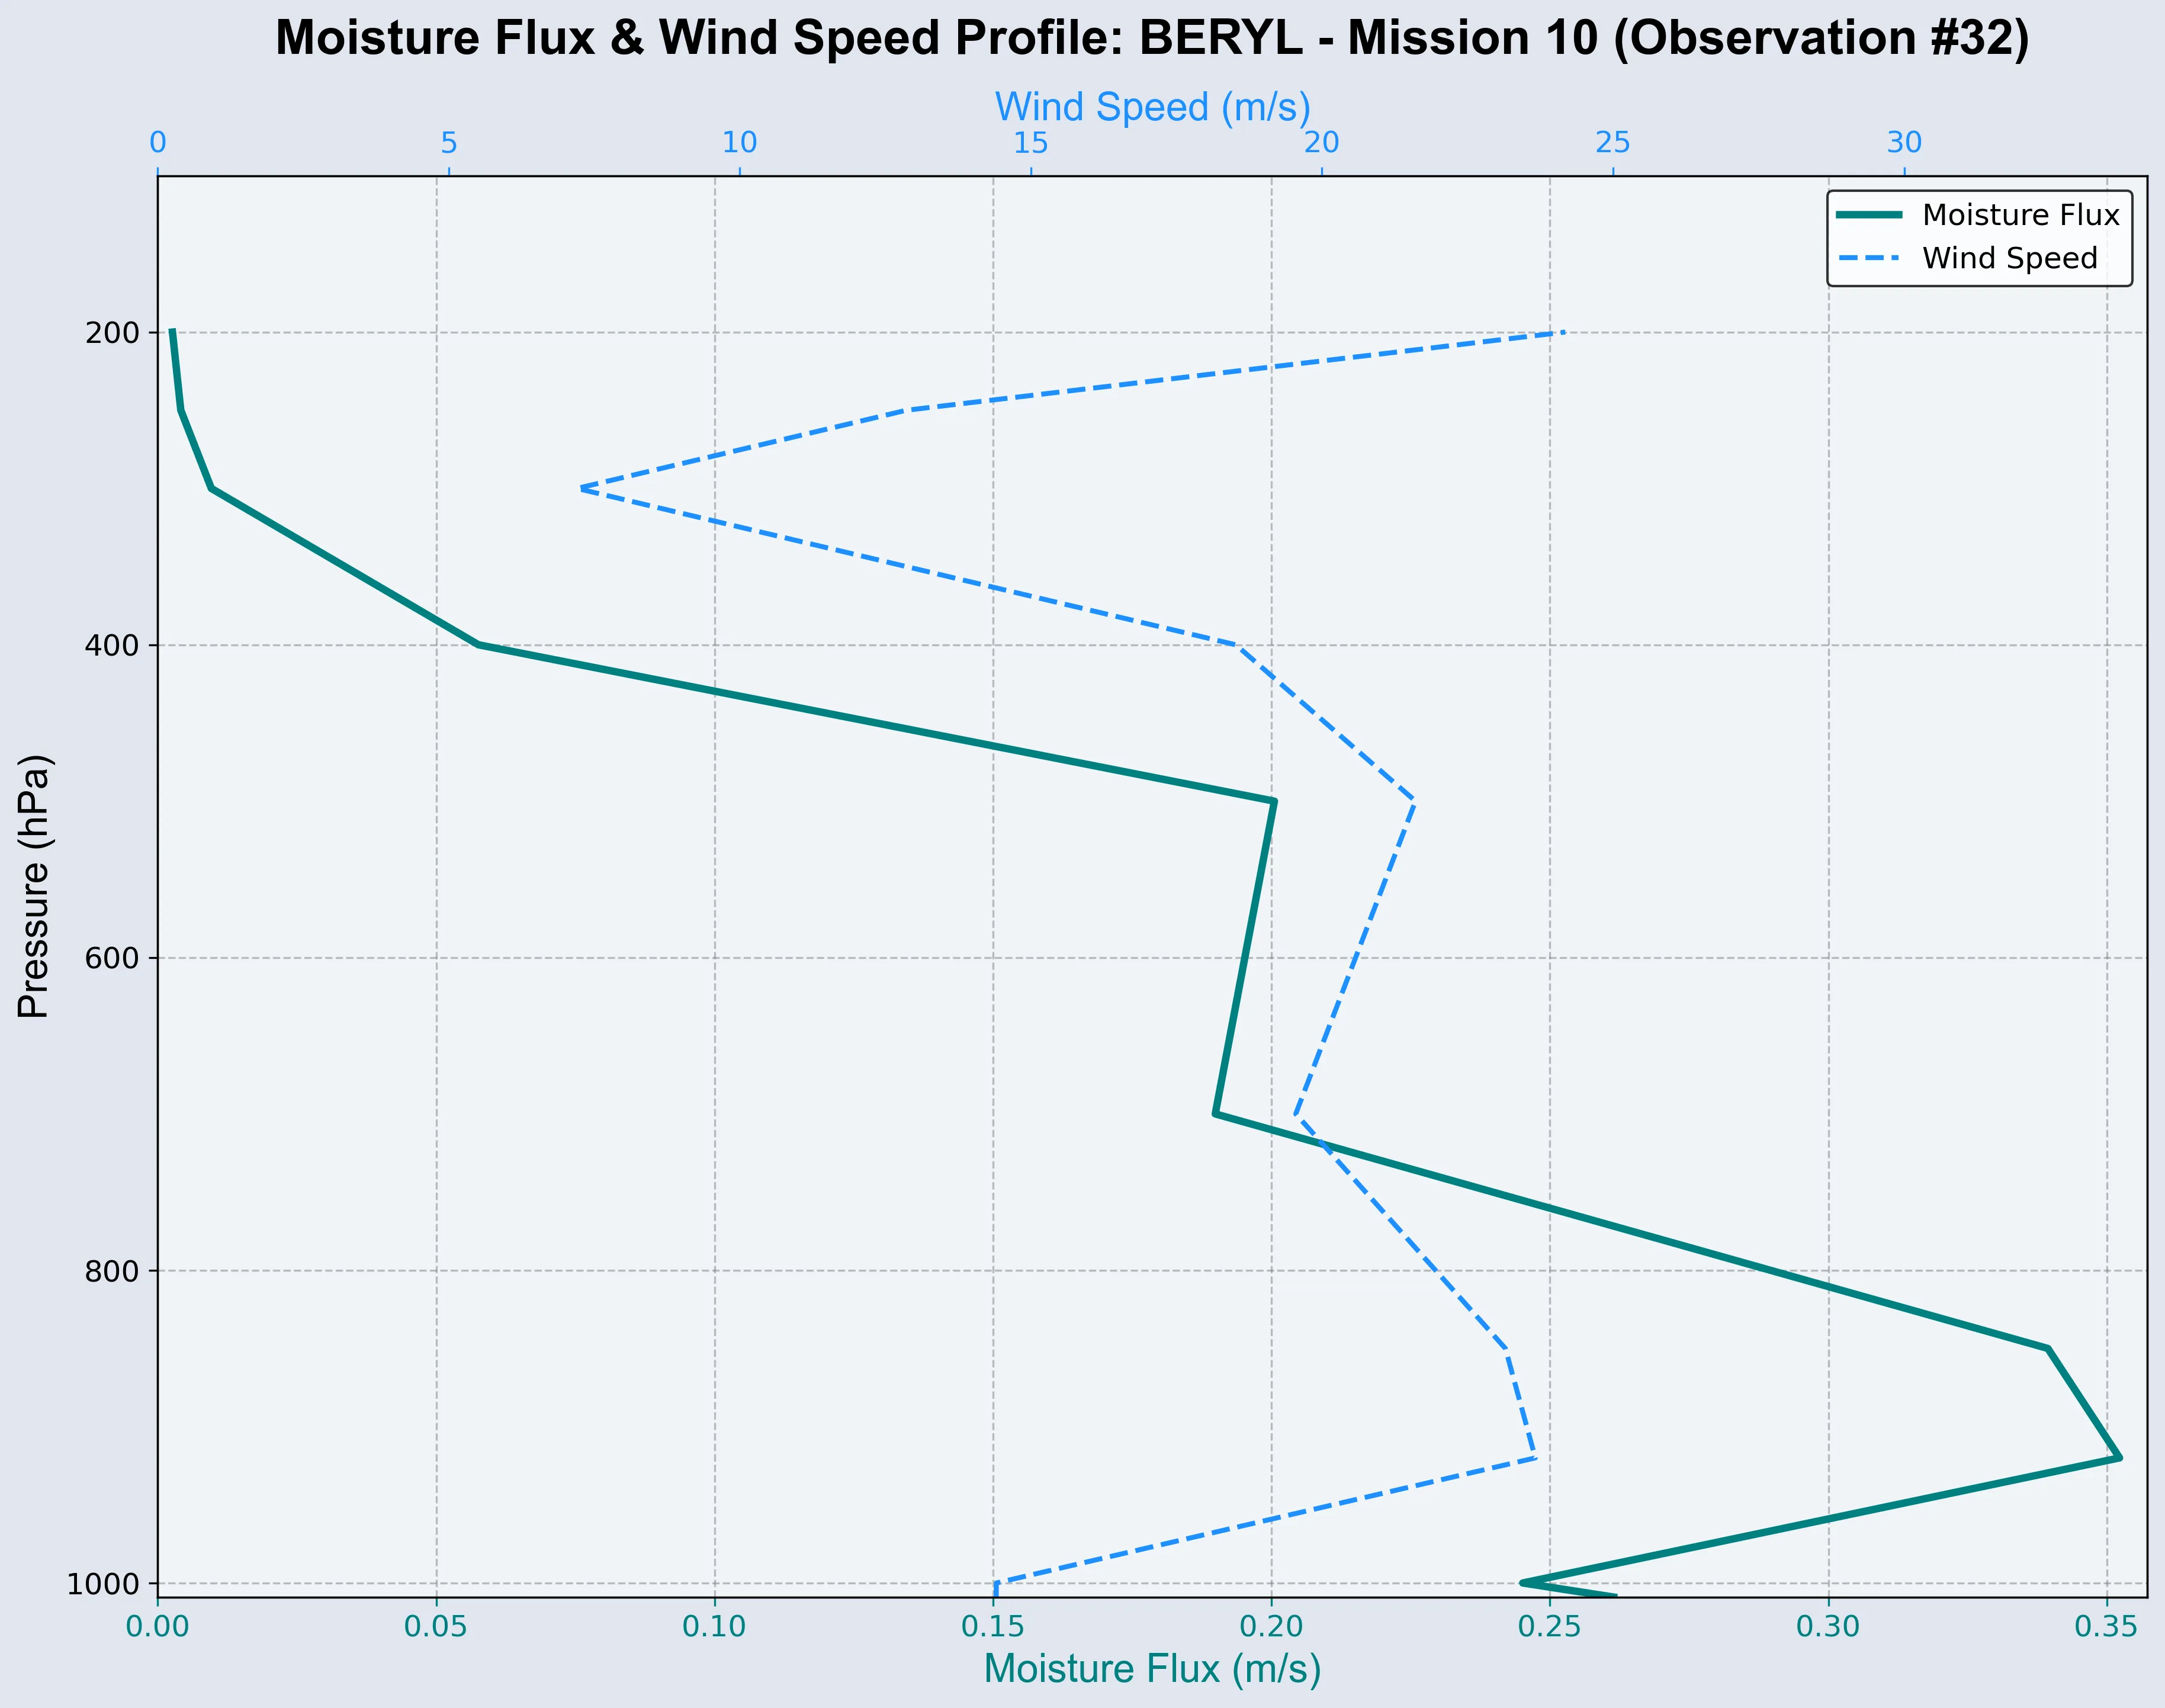 Moisture Flux & Wind Speed Profile: BERYL - Mission 10 (Observation #32)
Wind Speed (m/s)
0 5 10 15 20 25 30
Moisture Flux
Wind Speed
200
400
600
800
1000
Pressure (hPa)
0.00 0.05 0.10 0.15 0.20 0.25 0.30 0.35
Moisture Flux (m/s)